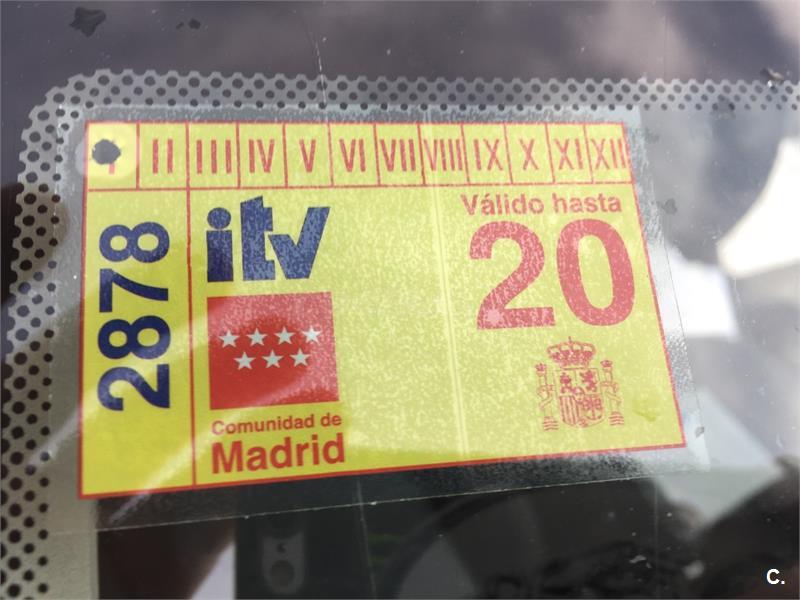 I II III IV V VI VII VIII IX X XI XII
2878
itv
Válido hasta
20
Comunidad de
Madrid
C.